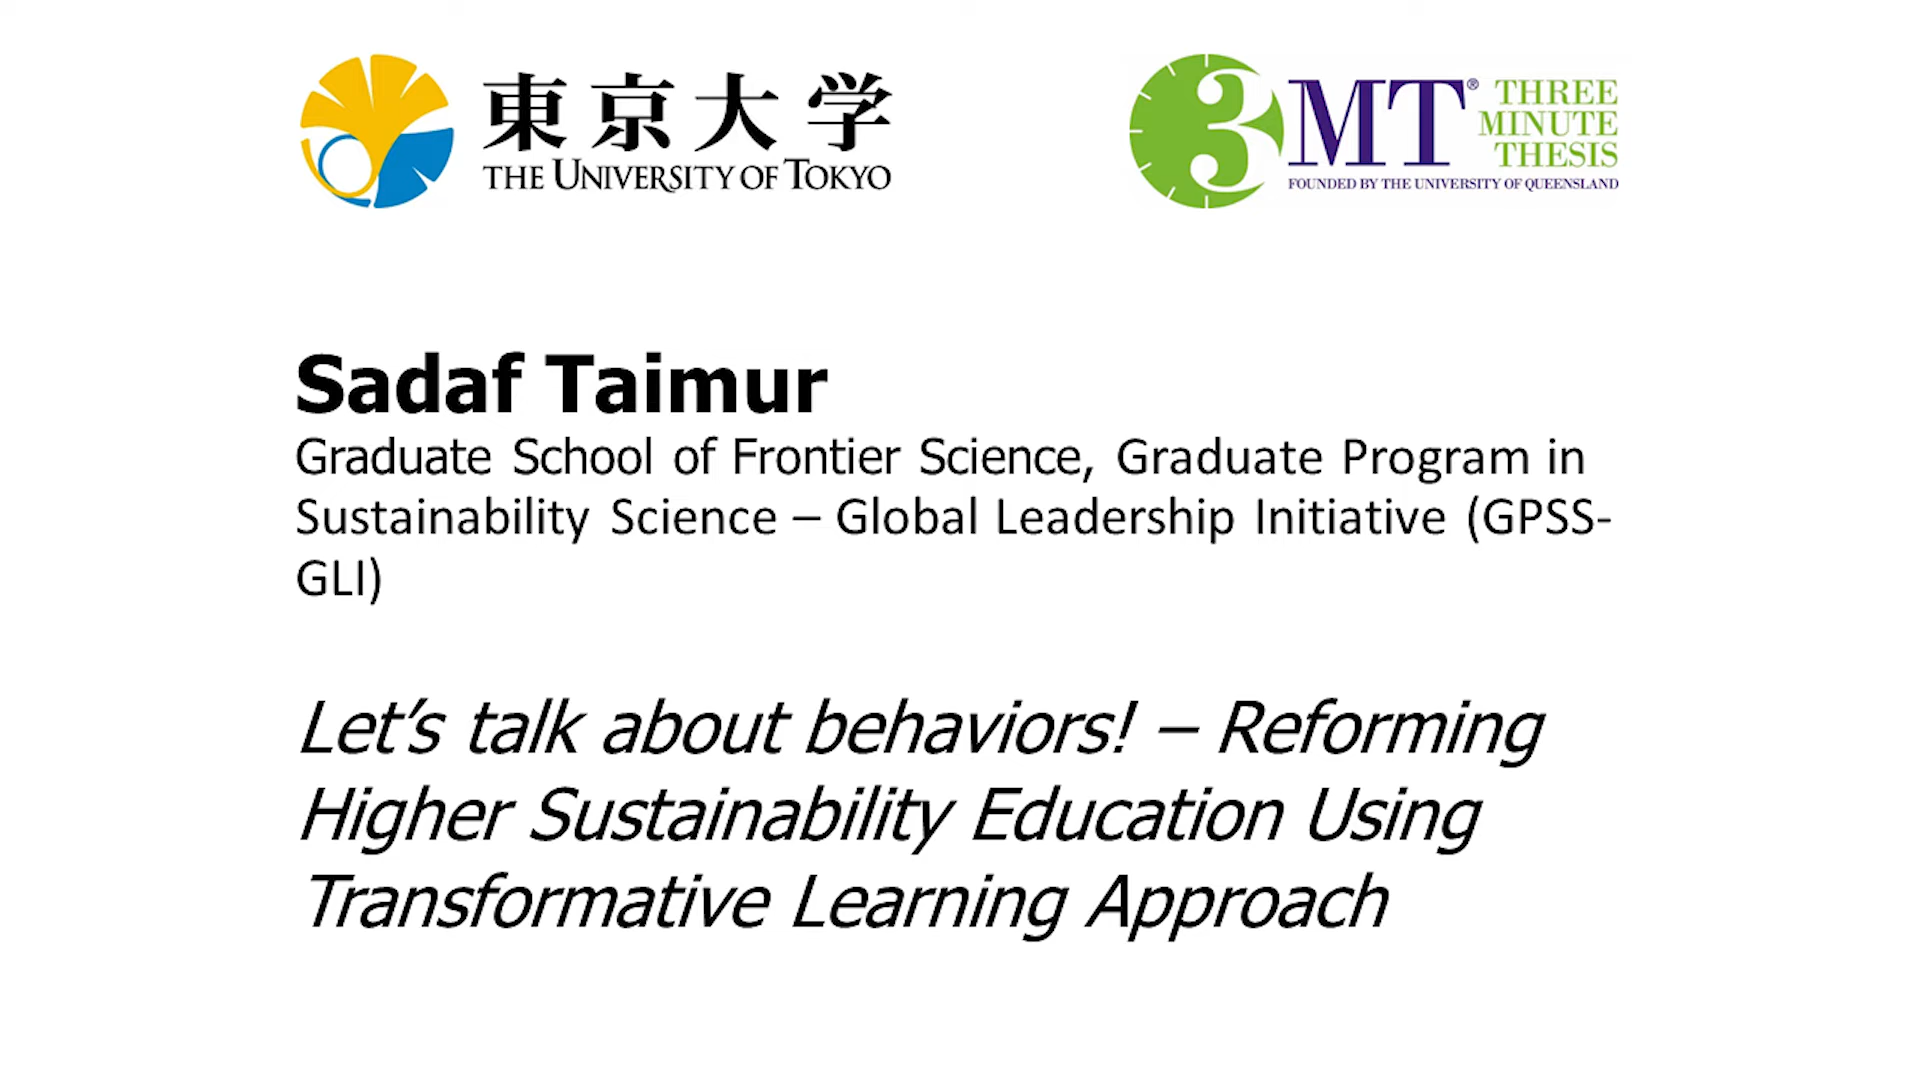 東京大学
THE UNIVERSITY OF TOKYO
3MT® THREE
MINUTE
THESIS
FOUNDED BY THE UNIVERSITY OF QUEENSLAND
Sadaf Taimur
Graduate School of Frontier Science, Graduate Program in
Sustainability Science – Global Leadership Initiative (GPSS-
GLI)
Let's talk about behaviors! – Reforming
Higher Sustainability Education Using
Transformative Learning Approach